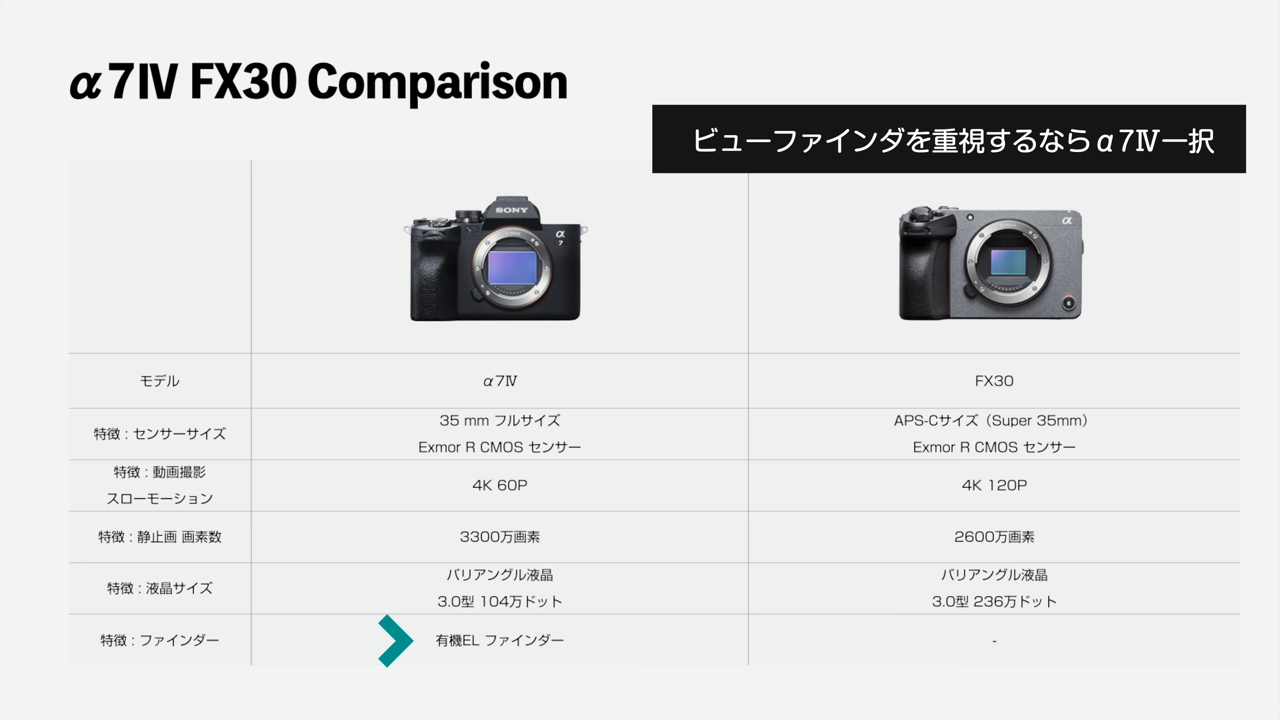 α7Ⅳ FX30 Comparison
ビューファインダを重視するならα7Ⅳ一択
SONY
α
7
α
モデル
α7Ⅳ
FX30
特徴 : センサーサイズ
35 mm フルサイズ
Exmor R CMOS センサー
APS-Cサイズ（Super 35mm）
Exmor R CMOS センサー
特徴 : 動画撮影
スローモーション
4K 60P
4K 120P
特徴 : 静止画 画素数
3300万画素
2600万画素
特徴 : 液晶サイズ
バリアングル液晶
3.0型 104万ドット
バリアングル液晶
3.0型 236万ドット
特徴 : ファインダー
有機EL ファインダー
-